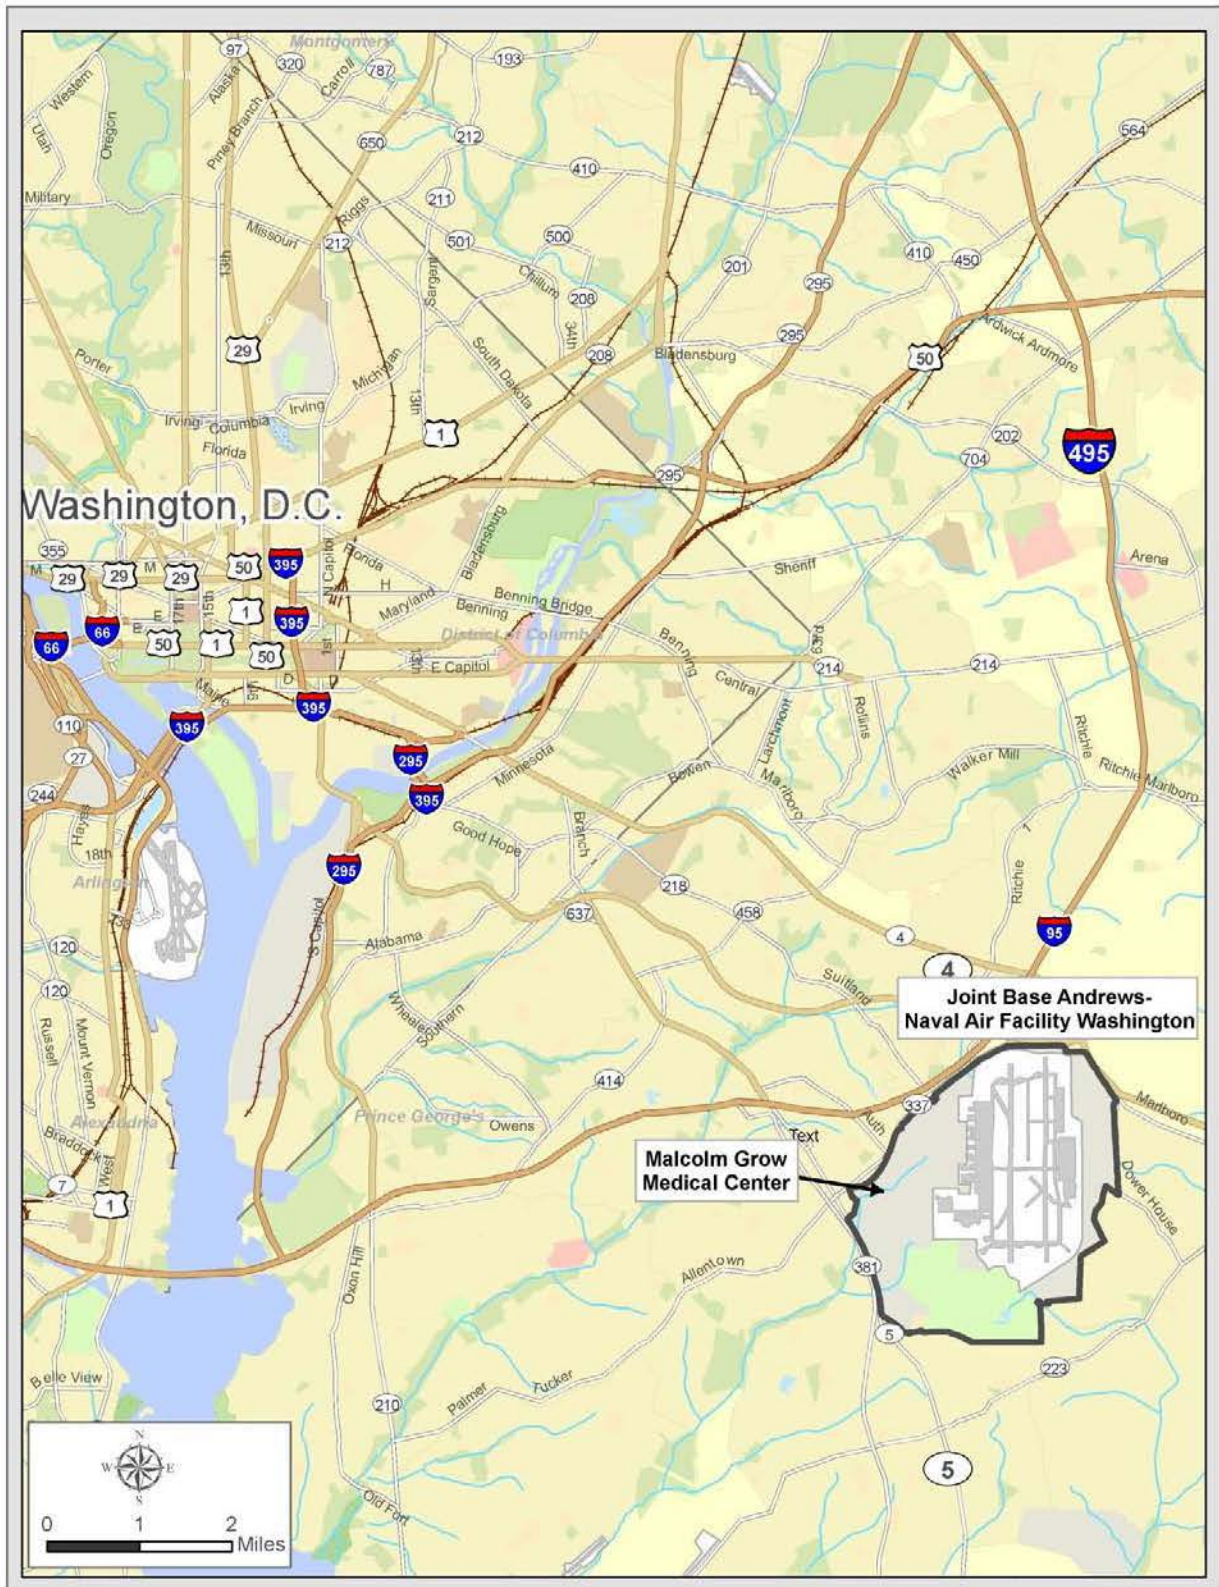 Montgomery
97
320
193
787
Carroll
Alaska
Western
Piney Branch
Utan
Oregon
650
212
564
410
Military
211
Riggs
Missouri
212
501
500
410
450
201
13th
Sargent
Chillum
295
208
34th
Ardwick Ardmore
295
29
South Dakota
208
Bladensburg
50
Porter
Michigan
Irving
13th
Irving
Columbia
1
Florida
202
495
704
295
Washington, D.C.
355
M
M
29
29
29
50
395
N Capitol
Florida
Bladensburg
Arena
Sheriff
H
17th
15th
1
395
Maryland
Benning
Benning Bridge
66
66
E
E
50
1
50
1st
District of Columbia
63rd
13th
E Capitol
Benning
214
214
D
D
Central
Maine
395
395
110
Larchmont
Rollins
Ritchie
27
295
Minnesota
Bowen
Walker Mill
Ritchie Marlboro
Marlboro
244
395
Hayes
Good Hope
Branch
1
18th
295
Ritchie
Arlington
218
637
458
S Capitol
95
4
120
Alabama
4
Suitland
120
Joint Base Andrews-
Naval Air Facility Washington
Wheeler
Southern
Russell
Mount Vernon
414
337
Prince George's
Auth
Marlboro
Owens
Alexandria
Text
Braddock
Malcolm Grow
Medical Center
West
7
Dower House
1
Oxon Hill
Allentown
381
5
223
Belle View
Tucker
Palmer
210
N
W
E
S
5
Old Fort
0
1
2
Miles